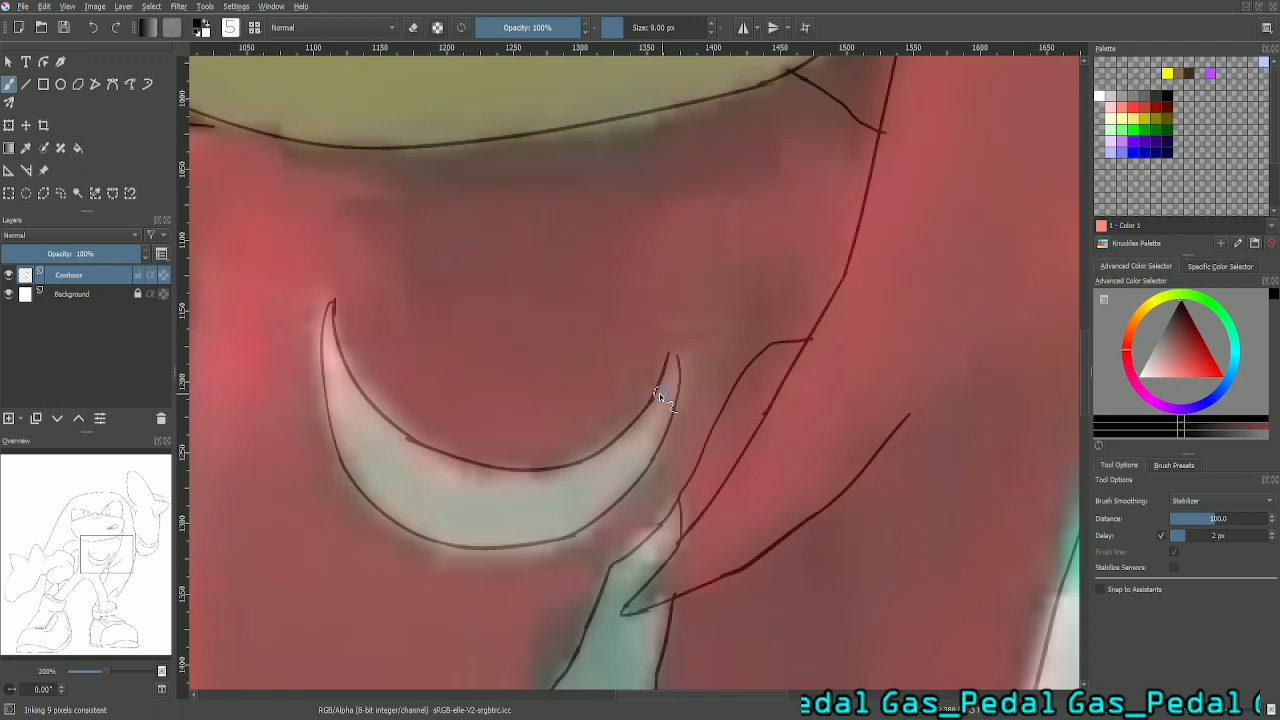 File Edit View Image Layer Select Filter Tools Settings Window Help
Normal
Opacity: 100%
Size: 9.00 px
1050 1100 1150 1200 1250 1300 1350 1400 1450 1500 1550 1600 1650
Palette
1 - Color 1
Knuckles Palette
Advanced Color Selector Specific Color Selector
Advanced Color Selector
Layers
Normal
Opacity: 100%
Contour
Background
Overview
Tool Options Brush Presets
Tool Options
Brush Smoothing: Stabilizer
Distance: 100.0
Delay: 2 px
Finish line:
Stabilize Sensors:
Snap to Assistants
200%
0.00°
Inking 9 pixels consistent
RGB/Alpha (8-bit integer/channel) sRGB-elle-V2-srgbtrc.icc
edal Gas_Pedal Gas_Pedal